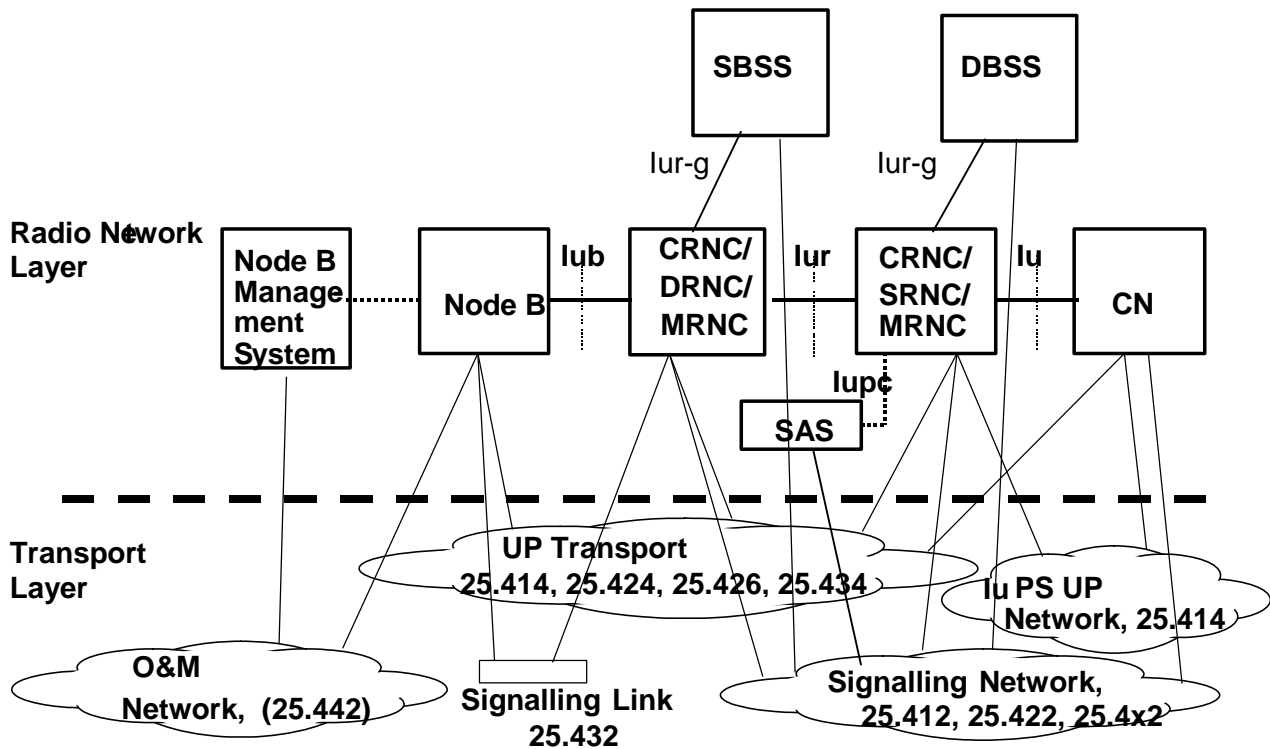 SBSS
DBSS
Iur-g
Iur-g
Radio Network
Layer
Node B
Manage
ment
System
Node B
Iub
CRNC/
DRNC/
MRNC
Iur
CRNC/
SRNC/
MRNC
Iu
CN
Iupc
SAS
Transport
Layer
UP Transport
25.414, 25.424, 25.426, 25.434
Iu PS UP
Network, 25.414
O&M
Network, (25.442)
Signalling Link
25.432
Signalling Network,
25.412, 25.422, 25.4x2